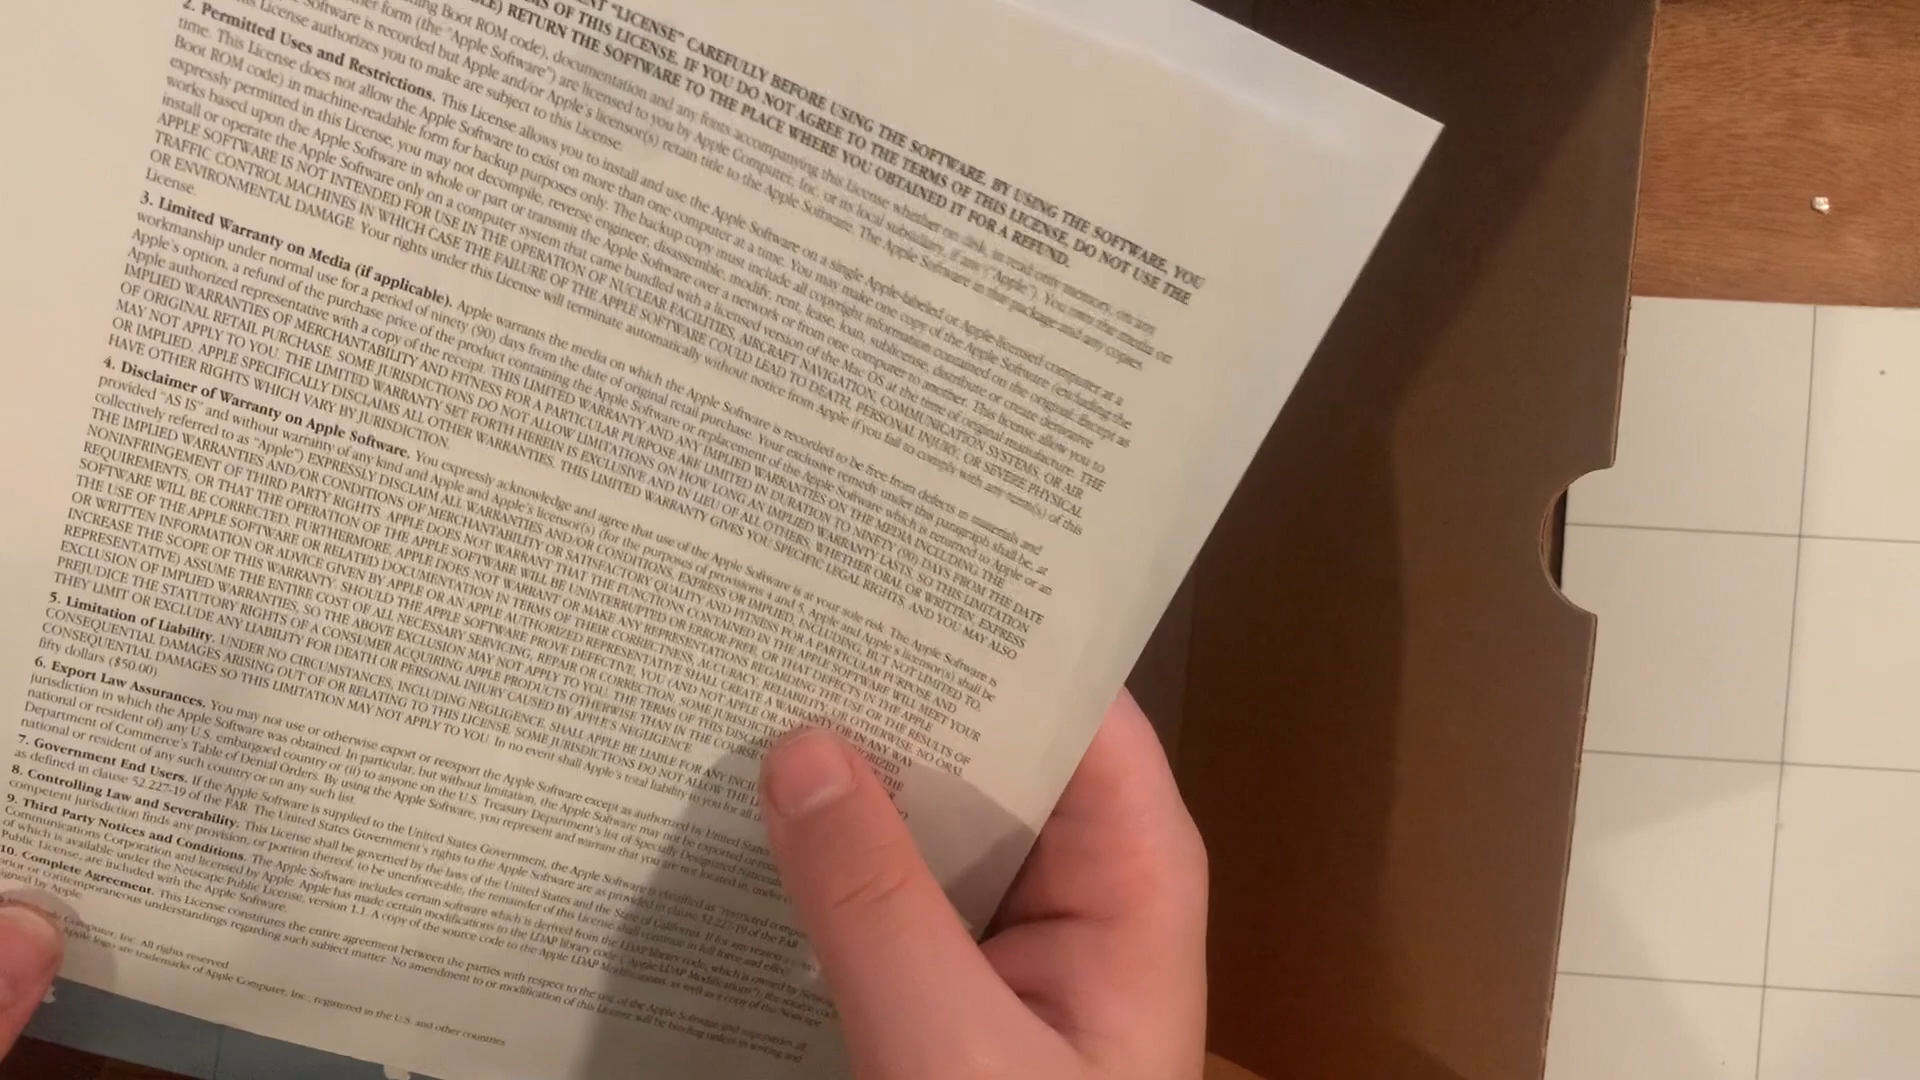 "LICENSE" CAREFULLY BEFORE USING THE SOFTWARE. BY USING THE SOFTWARE, YOU
OF THIS LICENSE. IF YOU DO NOT AGREE TO THE TERMS OF THIS LICENSE, DO NOT USE THE
RETURN THE SOFTWARE TO THE PLACE WHERE YOU OBTAINED IT FOR A REFUND.
Boot ROM code), documentation and any fonts accompanying this License whether on disk, in read only memory, on any
other form (the "Apple Software") are licensed to you by Apple Computer, Inc. or its local subsidiary, if any ("Apple"). You own the media on
Software is recorded but Apple and/or Apple's licensor(s) retain title to the Apple Software. The Apple Software in this package and any copies
this License authorizes you to make are subject to this License.
2. Permitted Uses and Restrictions. This License allows you to install and use the Apple Software on a single Apple-labeled or Apple-licensed computer at a
time. This License does not allow the Apple Software to exist on more than one computer at a time. You may make one copy of the Apple Software (excluding the
Boot ROM code) in machine-readable form for backup purposes only. The backup copy must include all copyright information contained on the original. Except as
expressly permitted in this License, you may not decompile, reverse engineer, disassemble, modify, rent, lease, loan, sublicense, distribute or create derivative
works based upon the Apple Software in whole or part or transmit the Apple Software over a network or from one computer to another. This license allows you to
install or operate the Apple Software only on a computer system that came bundled with a licensed version of the Mac OS at the time of original manufacture. THE
APPLE SOFTWARE IS NOT INTENDED FOR USE IN THE OPERATION OF NUCLEAR FACILITIES, AIRCRAFT NAVIGATION, COMMUNICATION SYSTEMS, OR AIR
TRAFFIC CONTROL MACHINES IN WHICH CASE THE FAILURE OF THE APPLE SOFTWARE COULD LEAD TO DEATH, PERSONAL INJURY, OR SEVERE PHYSICAL
OR ENVIRONMENTAL DAMAGE. Your rights under this License will terminate automatically without notice from Apple if you fail to comply with any term(s) of this
License.
3. Limited Warranty on Media (if applicable). Apple warrants the media on which the Apple Software is recorded to be free from defects in materials and
workmanship under normal use for a period of ninety (90) days from the date of original retail purchase. Your exclusive remedy under this paragraph shall be, at
Apple's option, a refund of the purchase price of the product containing the Apple Software or replacement of the Apple Software which is returned to Apple or an
Apple authorized representative with a copy of the receipt. THIS LIMITED WARRANTY AND ANY IMPLIED WARRANTIES ON THE MEDIA INCLUDING THE
IMPLIED WARRANTIES OF MERCHANTABILITY AND FITNESS FOR A PARTICULAR PURPOSE ARE LIMITED IN DURATION TO NINETY (90) DAYS FROM THE DATE
OF ORIGINAL RETAIL PURCHASE. SOME JURISDICTIONS DO NOT ALLOW LIMITATIONS ON HOW LONG AN IMPLIED WARRANTY LASTS, SO THIS LIMITATION
MAY NOT APPLY TO YOU. THE LIMITED WARRANTY SET FORTH HEREIN IS EXCLUSIVE AND IN LIEU OF ALL OTHERS, WHETHER ORAL OR WRITTEN, EXPRESS
OR IMPLIED. APPLE SPECIFICALLY DISCLAIMS ALL OTHER WARRANTIES. THIS LIMITED WARRANTY GIVES YOU SPECIFIC LEGAL RIGHTS, AND YOU MAY ALSO
HAVE OTHER RIGHTS WHICH VARY BY JURISDICTION.
4. Disclaimer of Warranty on Apple Software. You expressly acknowledge and agree that use of the Apple Software is at your sole risk. The Apple Software is
provided "AS IS" and without warranty of any kind and Apple and Apple's licensor(s) (for the purposes of provisions 4 and 5, Apple and Apple's licensor(s) shall be
collectively referred to as "Apple") EXPRESSLY DISCLAIM ALL WARRANTIES AND/OR CONDITIONS, EXPRESS OR IMPLIED, INCLUDING, BUT NOT LIMITED TO,
THE IMPLIED WARRANTIES AND/OR CONDITIONS OF MERCHANTABILITY OR SATISFACTORY QUALITY AND FITNESS FOR A PARTICULAR PURPOSE AND
NONINFRINGEMENT OF THIRD PARTY RIGHTS. APPLE DOES NOT WARRANT THAT THE FUNCTIONS CONTAINED IN THE APPLE SOFTWARE WILL MEET YOUR
REQUIREMENTS, OR THAT THE OPERATION OF THE APPLE SOFTWARE WILL BE UNINTERRUPTED OR ERROR-FREE, OR THAT DEFECTS IN THE APPLE
SOFTWARE WILL BE CORRECTED. FURTHERMORE, APPLE DOES NOT WARRANT OR MAKE ANY REPRESENTATIONS REGARDING THE USE OR THE RESULTS OF
THE USE OF THE APPLE SOFTWARE OR RELATED DOCUMENTATION IN TERMS OF THEIR CORRECTNESS, ACCURACY, RELIABILITY, OR OTHERWISE. NO ORAL
OR WRITTEN INFORMATION OR ADVICE GIVEN BY APPLE OR AN APPLE AUTHORIZED REPRESENTATIVE SHALL CREATE A WARRANTY OR IN ANY WAY
INCREASE THE SCOPE OF THIS WARRANTY. SHOULD THE APPLE SOFTWARE PROVE DEFECTIVE, YOU (AND NOT APPLE OR AN AUTHORIZED
REPRESENTATIVE) ASSUME THE ENTIRE COST OF ALL NECESSARY SERVICING, REPAIR OR CORRECTION. SOME JURISDICTIONS THE
EXCLUSION OF IMPLIED WARRANTIES, SO THE ABOVE EXCLUSION MAY NOT APPLY TO YOU. THE TERMS OF THIS DISCLAIM
PREJUDICE THE STATUTORY RIGHTS OF A CONSUMER ACQUIRING APPLE PRODUCTS OTHERWISE THAN IN THE COURSE
THEY LIMIT OR EXCLUDE ANY LIABILITY FOR DEATH OR PERSONAL INJURY CAUSED BY APPLE'S NEGLIGENCE.
5. Limitation of Liability. UNDER NO CIRCUMSTANCES, INCLUDING NEGLIGENCE, SHALL APPLE BE LIABLE FOR ANY INCI
CONSEQUENTIAL DAMAGES ARISING OUT OF OR RELATING TO THIS LICENSE. SOME JURISDICTIONS DO NOT ALLOW THE LI
CONSEQUENTIAL DAMAGES SO THIS LIMITATION MAY NOT APPLY TO YOU. In no event shall Apple's total liability to you for all d
fifty dollars ($50.00).
6. Export Law Assurances. You may not use or otherwise export or reexport the Apple Software except as authorized by United States
jurisdiction in which the Apple Software was obtained. In particular, but without limitation, the Apple Software may not be exported or
national or resident of) any U.S. embargoed country or (ii) to anyone on the U.S. Treasury Department's list of Specially Designated Nationals
Department of Commerce's Table of Denial Orders. By using the Apple Software, you represent and warrant that you are not located in, under
national or resident of any such country or on any such list.
7. Government End Users. If the Apple Software is supplied to the United States Government, the Apple Software is classified as "restricted comp
as defined in clause 52.227-19 of the FAR. The United States Government's rights to the Apple Software are as provided in clause 52.227-19 of the FAR.
8. Controlling Law and Severability. This License shall be governed by the laws of the United States and the State of California. If for any reason a
competent jurisdiction finds any provision, or portion thereof, to be unenforceable, the remainder of this License shall continue in full force and effect.
9. Third Party Notices and Conditions. The Apple Software includes certain software which is derived from the LDAP library code, which is owned by Netsc
Communications Corporation and licensed by Apple. Apple has made certain modifications to the LDAP library code ("Apple LDAP Modifications"), the source code
of which is available under the Netscape Public License, version 1.1. A copy of the source code to the Apple LDAP Modifications, as well as a copy of the Netscape
Public License, are included with the Apple Software.
10. Complete Agreement. This License constitutes the entire agreement between the parties with respect to the use of the Apple Software and supersedes all
prior or contemporaneous understandings regarding such subject matter. No amendment to or modification of this License will be binding unless in writing and
signed by Apple.
Computer, Inc. All rights reserved.
Apple logo are trademarks of Apple Computer, Inc., registered in the U.S. and other countries